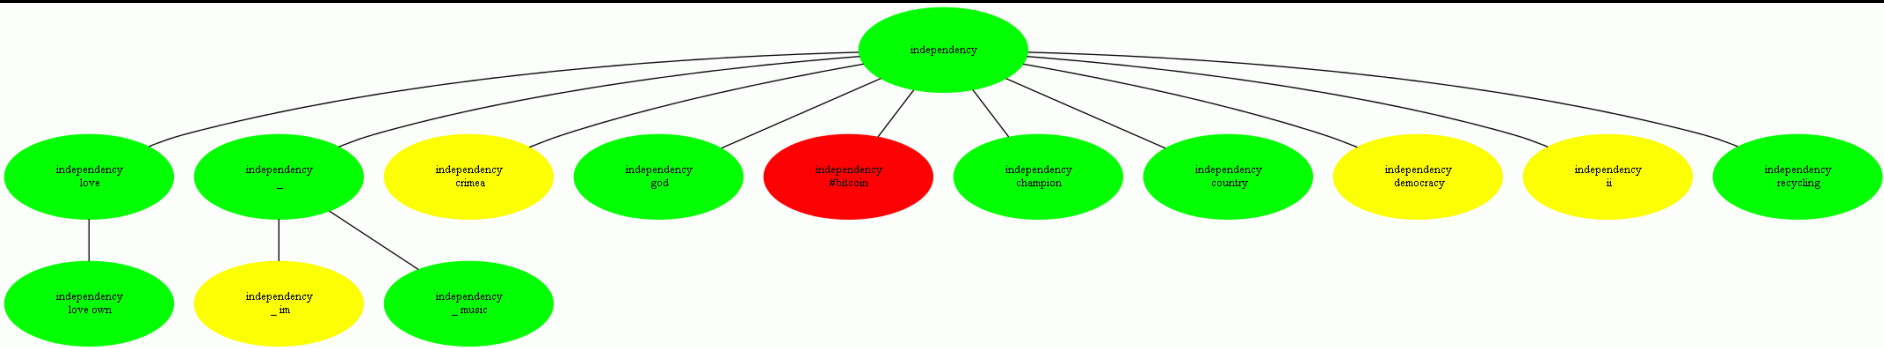 independency
independency
love
independency
_
independency
crimea
independency
god
independency
#bitcoin
independency
champion
independency
country
independency
democracy
independency
ii
independency
recycling
independency
love own
independency
_ im
independency
_ music